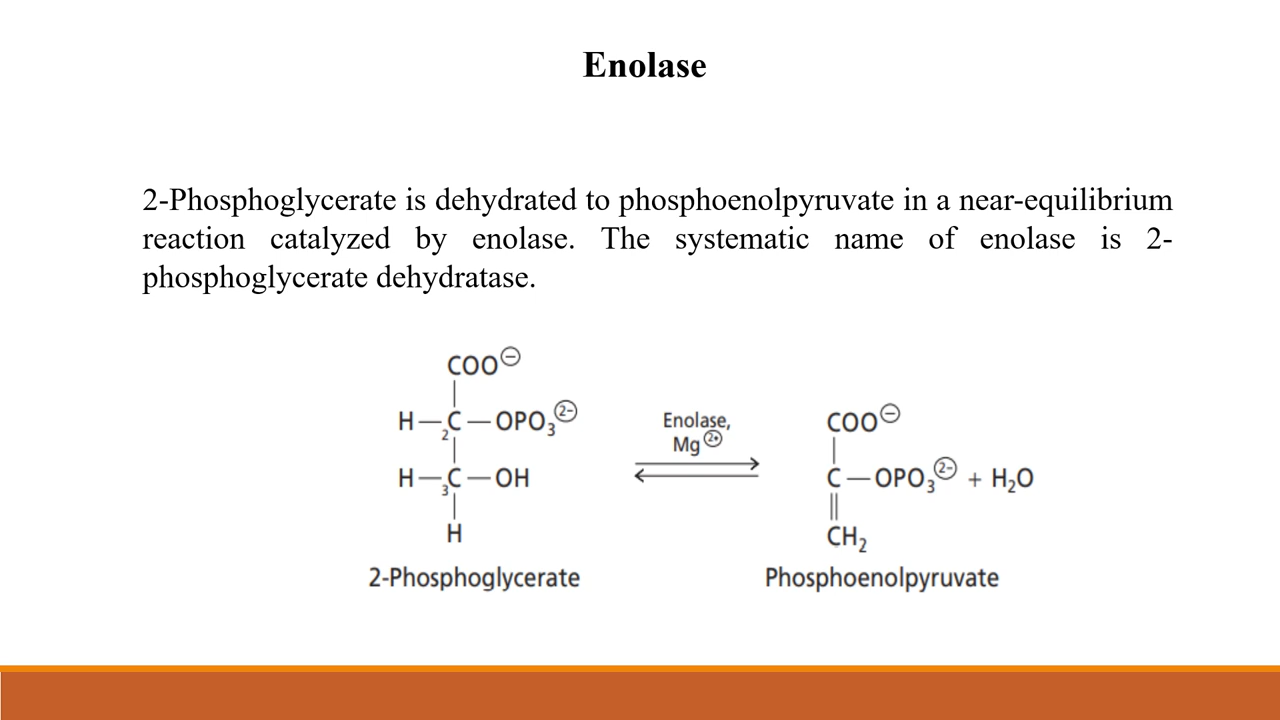 Enolase
2-Phosphoglycerate is dehydrated to phosphoenolpyruvate in a near-equilibrium
reaction catalyzed by enolase. The systematic name of enolase is 2-
phosphoglycerate dehydratase.
COO⊖
H—C—OPO₃ 2-
2
H—C—OH
3
H
2-Phosphoglycerate
Enolase,
Mg 2+
COO⊖
C—OPO₃ 2- + H₂O
CH₂
Phosphoenolpyruvate